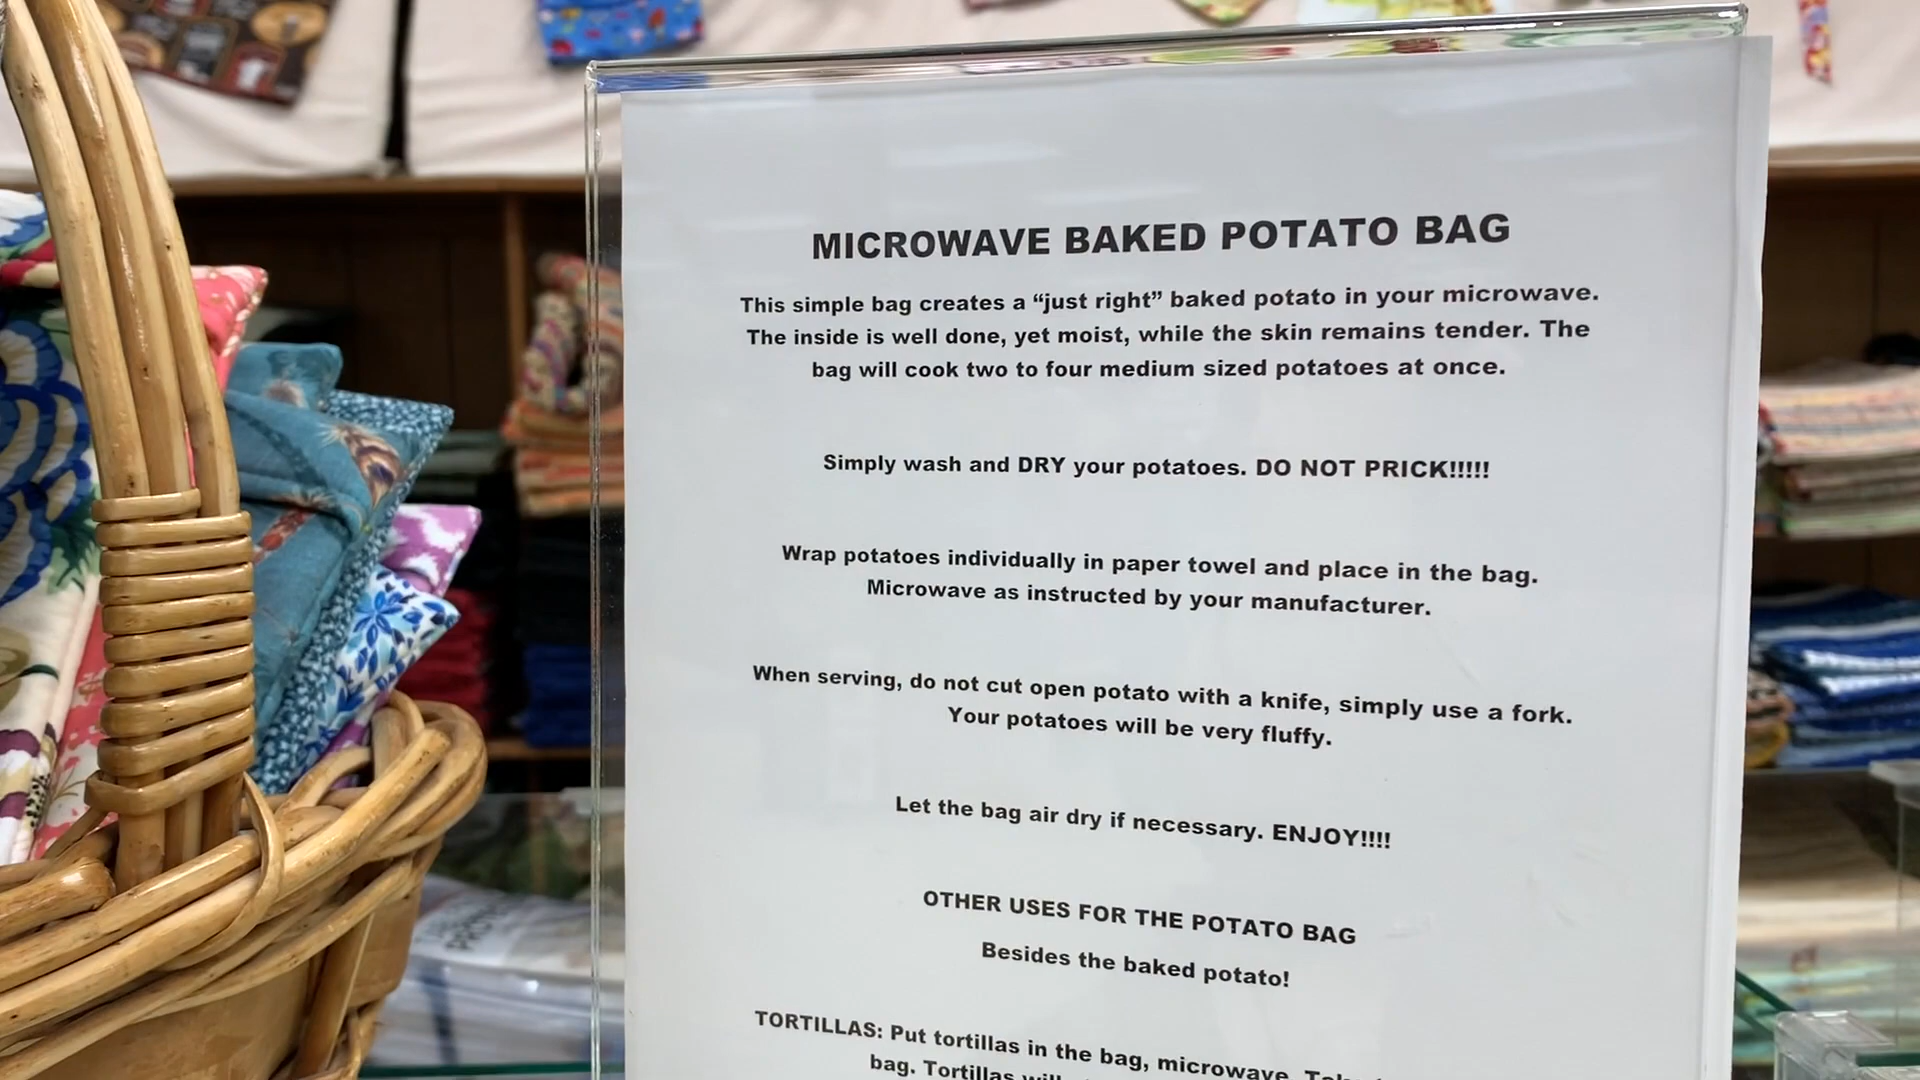 MICROWAVE BAKED POTATO BAG
This simple bag creates a “just right” baked potato in your microwave.
The inside is well done, yet moist, while the skin remains tender. The
bag will cook two to four medium sized potatoes at once.
Simply wash and DRY your potatoes. DO NOT PRICK!!!!!
Wrap potatoes individually in paper towel and place in the bag.
Microwave as instructed by your manufacturer.
When serving, do not cut open potato with a knife, simply use a fork.
Your potatoes will be very fluffy.
Let the bag air dry if necessary. ENJOY!!!!
OTHER USES FOR THE POTATO BAG
Besides the baked potato!
TORTILLAS: Put tortillas in the bag, microwave.
bag. Tortillas